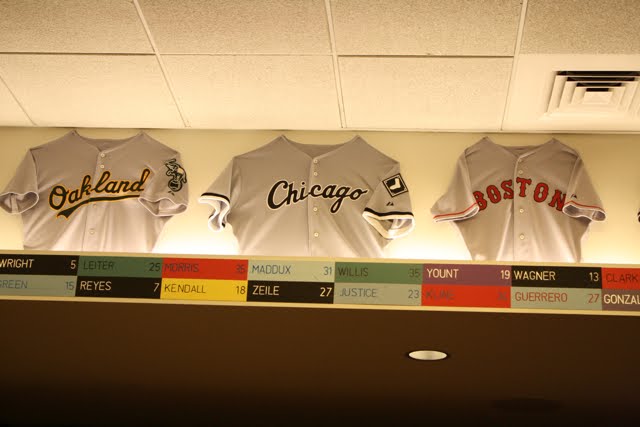 Oakland Chicago BOSTON
WRIGHT 5 LEITER 25 MORRIS MADDUX 31 WILLIS 35 YOUNT 19 WAGNER 13 CLARK
GREEN 15 REYES 7 KENDALL 18 ZEILE 27 JUSTICE 23 GUERRERO 27 GONZAL